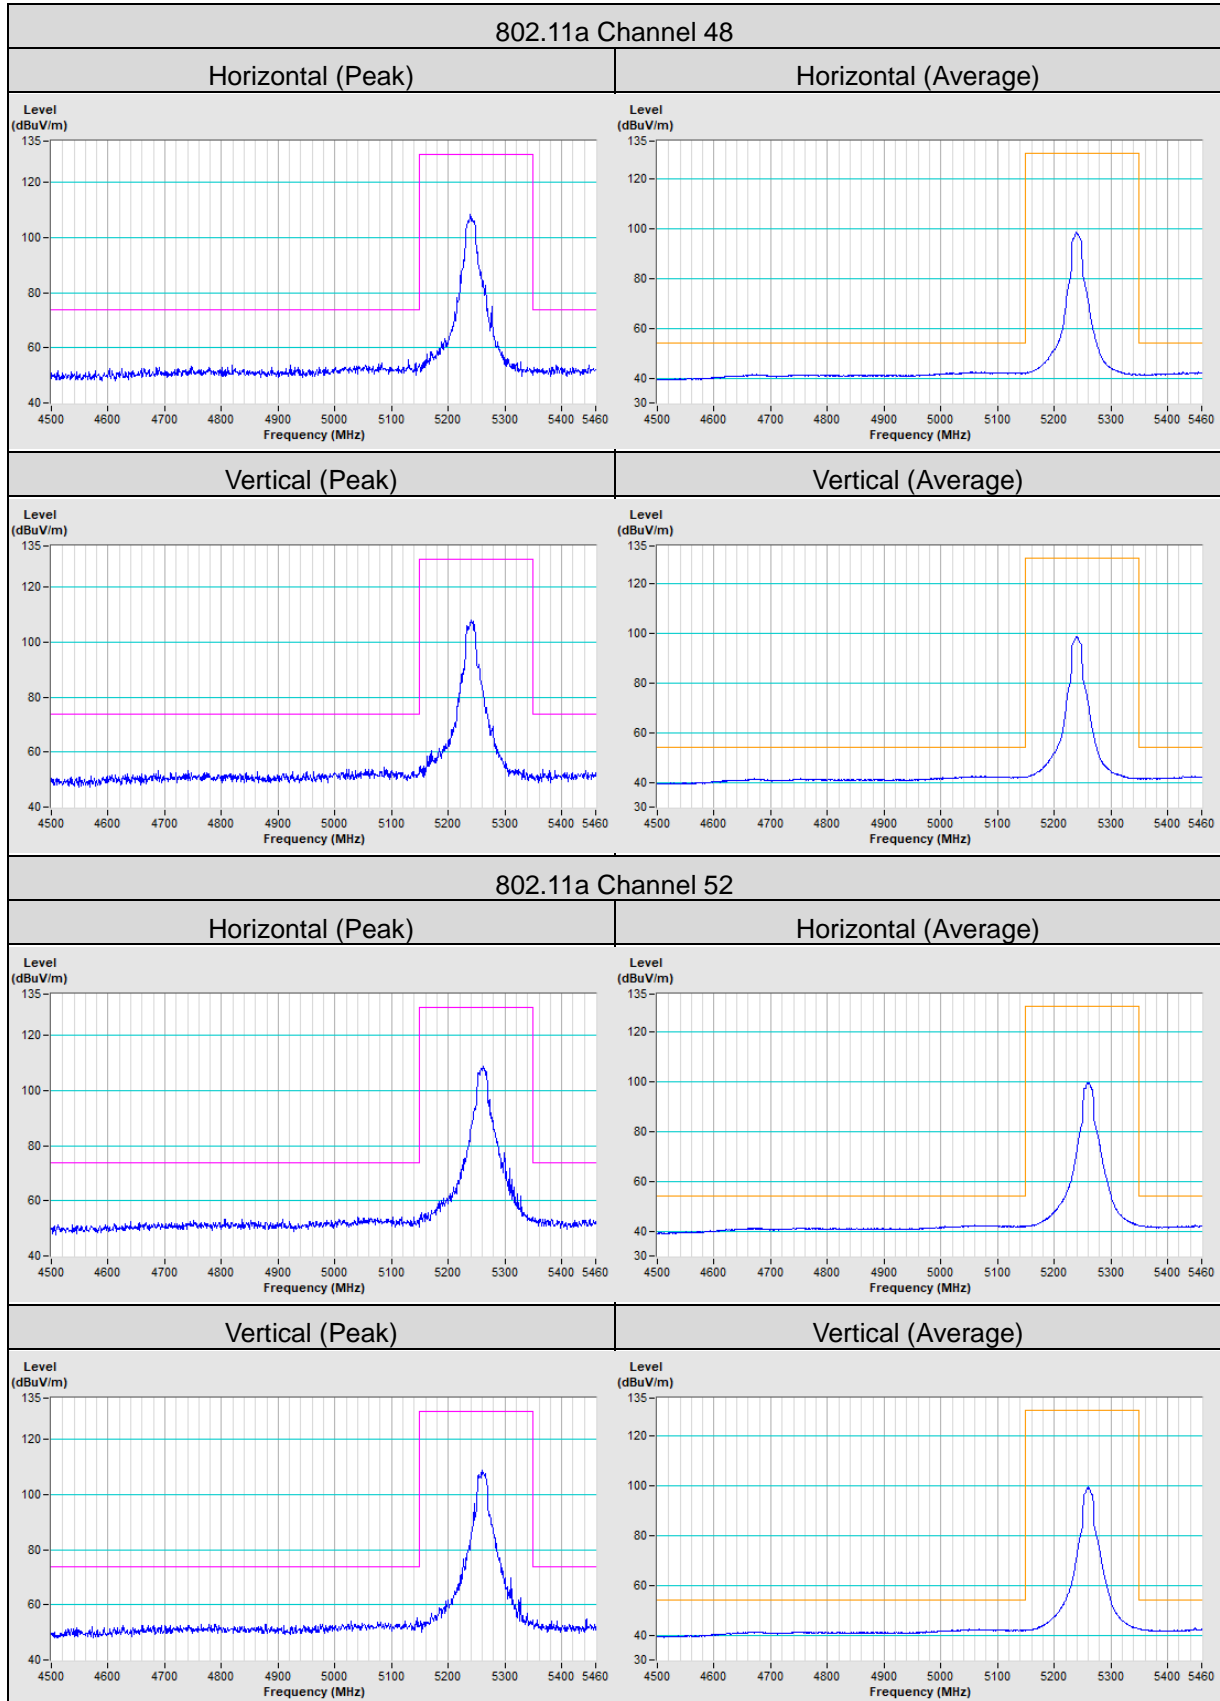 802.11a Channel 48
Horizontal (Peak) Horizontal (Average)
Level Level
(dBuV/m) (dBuV/m)
135 135
120 120
100 100
80 80
60 60
40 40
30
4500 4600 4700 4800 4900 5000 5100 5200 5300 5400 5460 4500 4600 4700 4800 4900 5000 5100 5200 5300 5400 5460
Frequency (MHz) Frequency (MHz)
Vertical (Peak) Vertical (Average)
Level Level
(dBuV/m) (dBuV/m)
135 135
120 120
100 100
80 80
60 60
40 40
30
4500 4600 4700 4800 4900 5000 5100 5200 5300 5400 5460 4500 4600 4700 4800 4900 5000 5100 5200 5300 5400 5460
Frequency (MHz) Frequency (MHz)
802.11a Channel 52
Horizontal (Peak) Horizontal (Average)
Level Level
(dBuV/m) (dBuV/m)
135 135
120 120
100 100
80 80
60 60
40 40
30
4500 4600 4700 4800 4900 5000 5100 5200 5300 5400 5460 4500 4600 4700 4800 4900 5000 5100 5200 5300 5400 5460
Frequency (MHz) Frequency (MHz)
Vertical (Peak) Vertical (Average)
Level Level
(dBuV/m) (dBuV/m)
135 135
120 120
100 100
80 80
60 60
40 40
30
4500 4600 4700 4800 4900 5000 5100 5200 5300 5400 5460 4500 4600 4700 4800 4900 5000 5100 5200 5300 5400 5460
Frequency (MHz) Frequency (MHz)